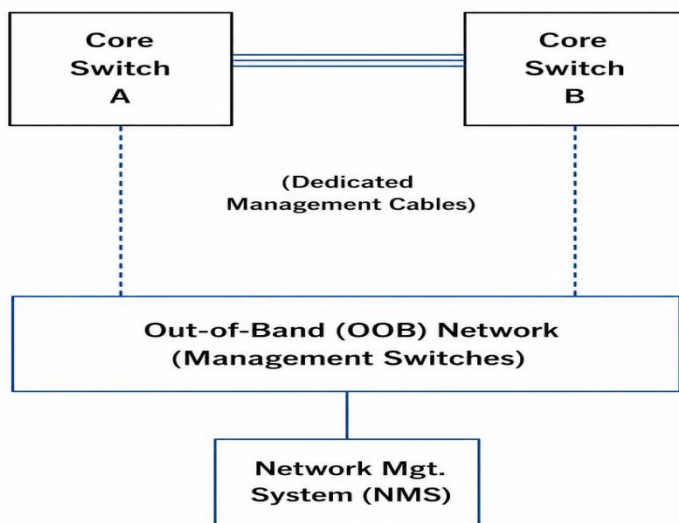 Core
Switch
A
Core
Switch
B
(Dedicated
Management Cables)
Out-of-Band (OOB) Network
(Management Switches)
Network Mgt.
System (NMS)